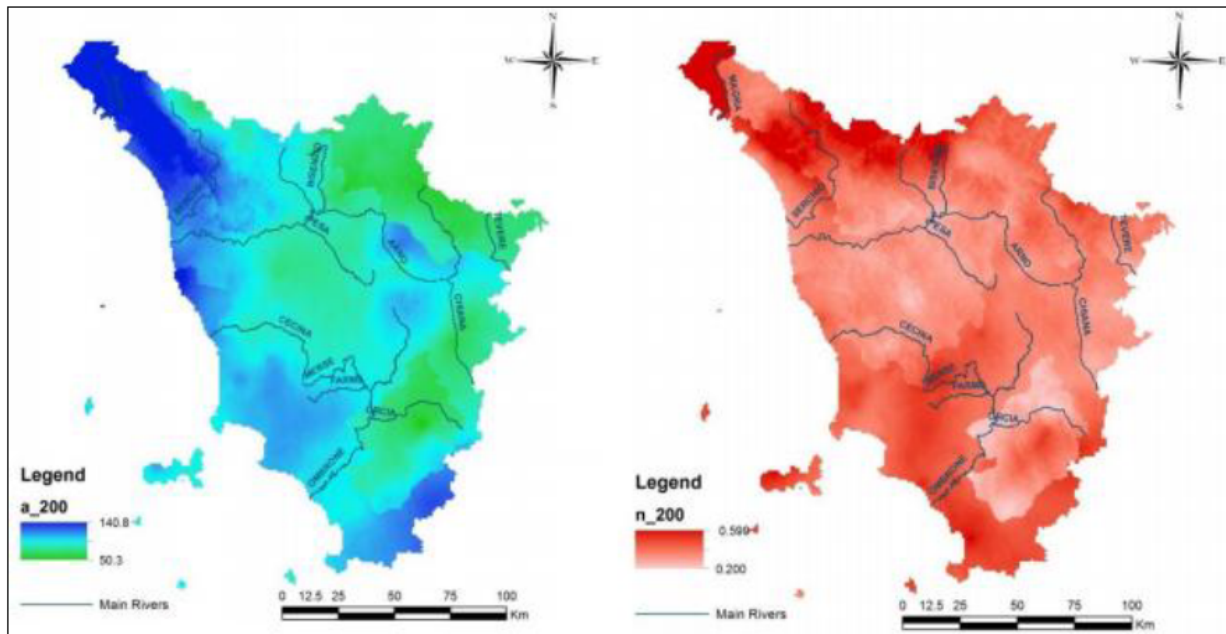 N
W E
S
BISENZIO
PESA
ARNO
TEVERE
CHIANA
CECINA
MERSE
FARMA
ORCIA
OMBRONE
Legend
a_200
140.8
50.3
Main Rivers
0 12.5 25 50 75 100
Km
N
W E
S
MAGRA
SERCHIO
BISENZIO
PESA
ARNO
TEVERE
CHIANA
CECINA
MERSE
FARMA
ORCIA
OMBRONE
Legend
n_200
0.599
0.200
Main Rivers
0 12.5 25 50 75 100
Km